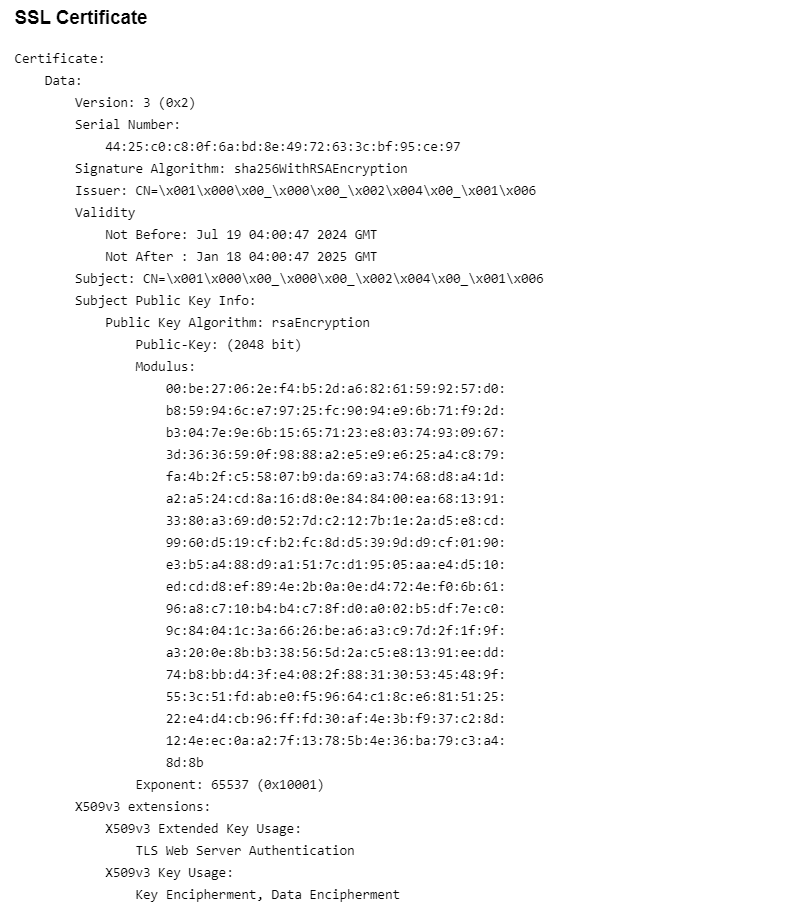 SSL Certificate
Certificate:
Data:
Version: 3 (0x2)
Serial Number:
44:25:c0:c8:0f:6a:bd:8e:49:72:63:3c:bf:95:ce:97
Signature Algorithm: sha256WithRSAEncryption
Issuer: CN=\x001\x000\x00_\x000\x00_\x002\x004\x00_\x001\x006
Validity
Not Before: Jul 19 04:00:47 2024 GMT
Not After : Jan 18 04:00:47 2025 GMT
Subject: CN=\x001\x000\x00_\x000\x00_\x002\x004\x00_\x001\x006
Subject Public Key Info:
Public Key Algorithm: rsaEncryption
Public-Key: (2048 bit)
Modulus:
00:be:27:06:2e:f4:b5:2d:a6:82:61:59:92:57:d0:
b8:59:94:6c:e7:97:25:fc:90:94:e9:6b:71:f9:2d:
b3:04:7e:9e:6b:15:65:71:23:e8:03:74:93:09:67:
3d:36:36:59:0f:98:88:a2:e5:e9:e6:25:a4:c8:79:
fa:4b:2f:c5:58:07:b9:da:69:a3:74:68:d8:a4:1d:
a2:a5:24:cd:8a:16:d8:0e:84:84:00:ea:68:13:91:
33:80:a3:69:d0:52:7d:c2:12:7b:1e:2a:d5:e8:cd:
99:60:d5:19:cf:b2:fc:8d:d5:39:9d:d9:cf:01:90:
e3:b5:a4:88:d9:a1:51:7c:d1:95:05:aa:e4:d5:10:
ed:cd:d8:ef:89:4e:2b:0a:0e:d4:72:4e:f0:6b:61:
96:a8:c7:10:b4:b4:c7:8f:d0:a0:02:b5:df:7e:c0:
9c:84:04:1c:3a:66:26:be:a6:a3:c9:7d:2f:1f:9f:
a3:20:0e:8b:b3:38:56:5d:2a:c5:e8:13:91:ee:dd:
74:b8:bb:d4:3f:e4:08:2f:88:31:30:53:45:48:9f:
55:3c:51:fd:ab:e0:f5:96:64:c1:8c:e6:81:51:25:
22:e4:d4:cb:96:ff:fd:30:af:4e:3b:f9:37:c2:8d:
12:4e:ec:0a:a2:7f:13:78:5b:4e:36:ba:79:c3:a4:
8d:8b
Exponent: 65537 (0x10001)
X509v3 extensions:
X509v3 Extended Key Usage:
TLS Web Server Authentication
X509v3 Key Usage:
Key Encipherment, Data Encipherment